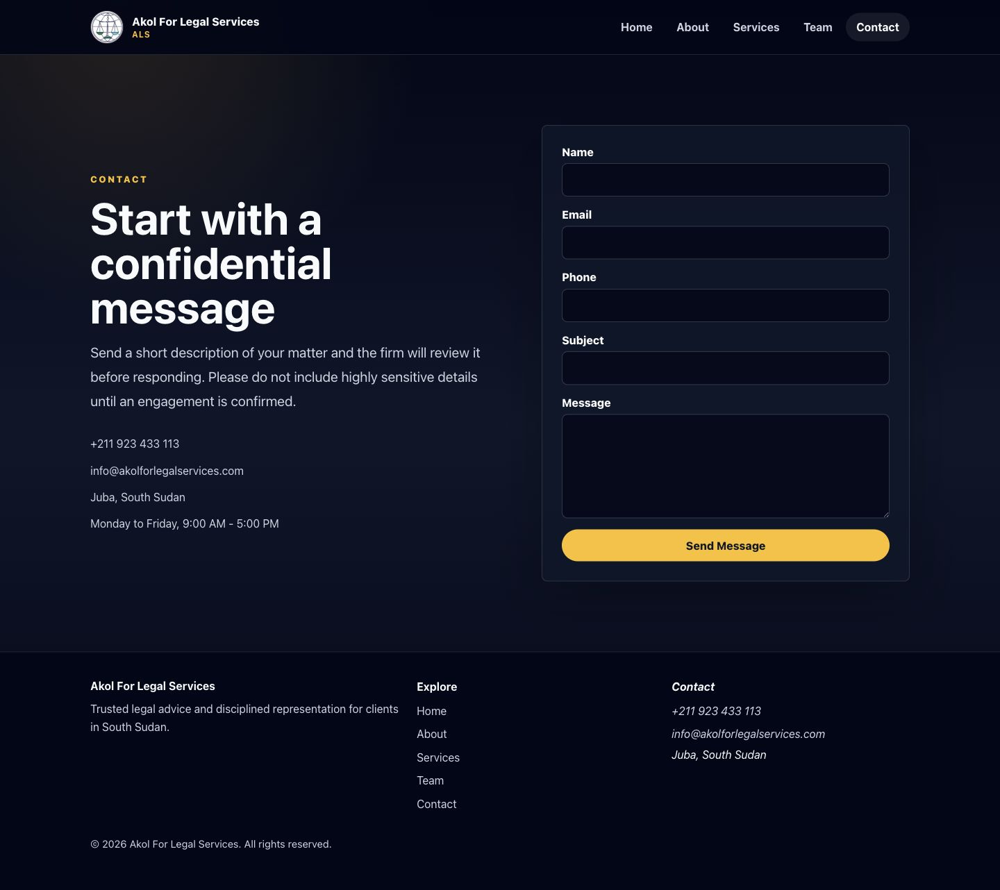 Akol For Legal Services
ALS
Home
About
Services
Team
Contact
CONTACT
Start with a
confidential
message
Send a short description of your matter and the firm will review it
before responding. Please do not include highly sensitive details
until an engagement is confirmed.
+211 923 433 113
info@akolforlegalservices.com
Juba, South Sudan
Monday to Friday, 9:00 AM - 5:00 PM
Name
Email
Phone
Subject
Message
Send Message
Akol For Legal Services
Trusted legal advice and disciplined representation for clients
in South Sudan.
Explore
Home
About
Services
Team
Contact
Contact
+211 923 433 113
info@akolforlegalservices.com
Juba, South Sudan
© 2026 Akol For Legal Services. All rights reserved.